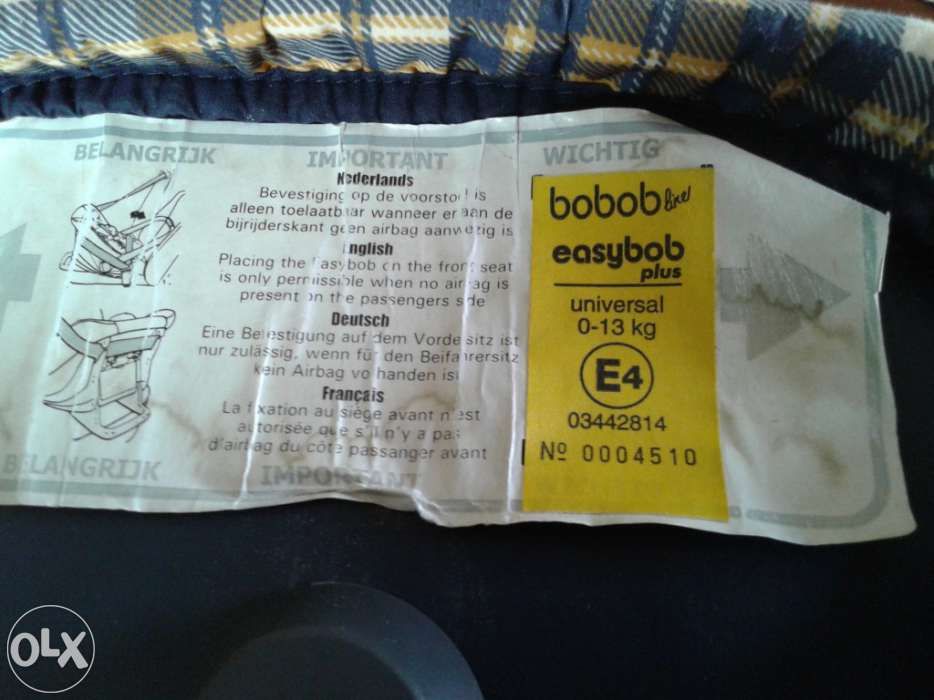 BELANGRIJK IMPORTANT WICHTIG
Nederlands
Bevestiging op de voorstoel is
alleen toelaatbaar wanneer er aan de
bijrijderskant geen airbag aanwezig is
English
Placing the Easybob on the front seat
is only permissible when no airbag is
present on the passengers side
Deutsch
Eine Befestigung auf dem Vordersitz ist
nur zulässig, wenn für den Beifahrersitz
kein Airbag vorhanden ist
Français
La fixation au siège avant n'est
autorisée que s'il n'y a pas
d'airbag du côte passanger avant
BELANGRIJK IMPORTANT
bobob line!
easybob
plus
universal
0-13 kg
E4
03442814
Nº 0004510
OLX